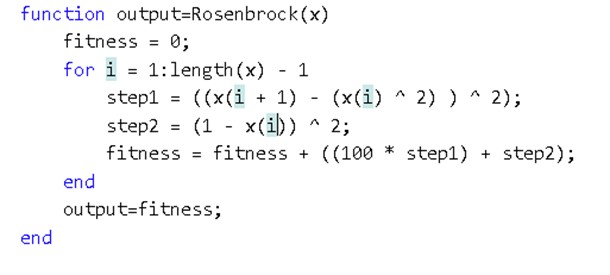 function output=Rosenbrock(x)
    fitness = 0;
    for i = 1:length(x) - 1
        step1 = ((x(i + 1) - (x(i) ^ 2) ) ^ 2);
        step2 = (1 - x(i)) ^ 2;
        fitness = fitness + ((100 * step1) + step2);
    end
    output=fitness;
end